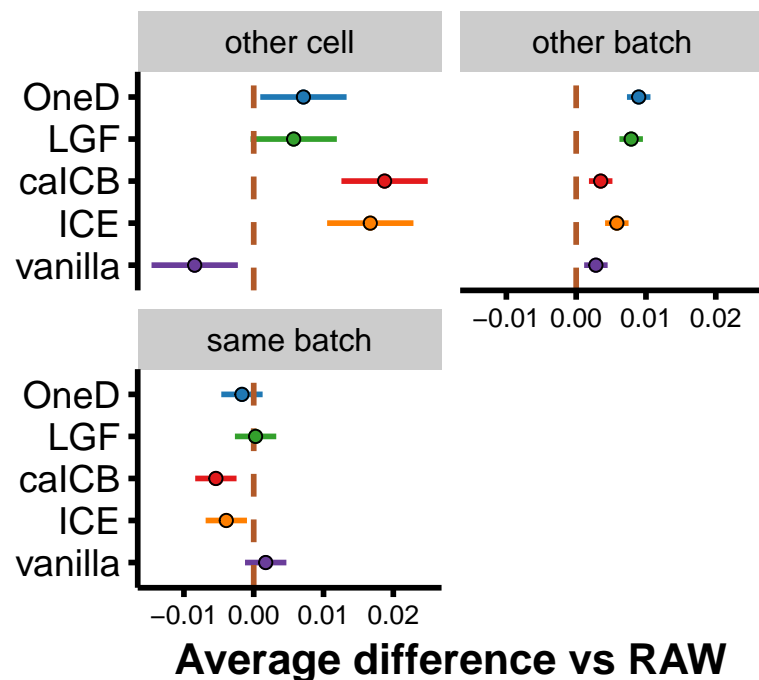 other cell
other batch
OneD
LGF
caICB
ICE
vanilla
−0.01 0.00 0.01 0.02
same batch
OneD
LGF
caICB
ICE
vanilla
−0.01 0.00 0.01 0.02
Average difference vs RAW